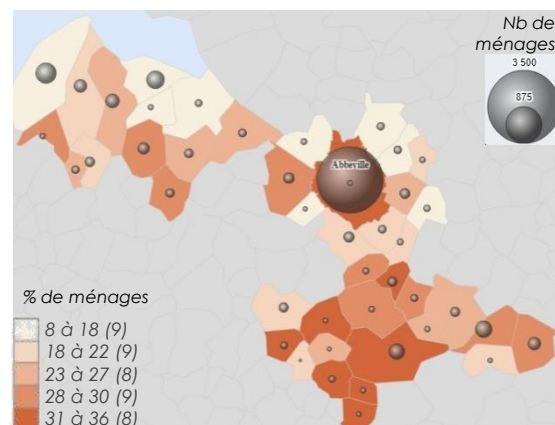 Nb de
ménages
3 500
875
Abbeville
% de ménages
8 à 18 (9)
18 à 22 (9)
23 à 27 (8)
28 à 30 (9)
31 à 36 (8)